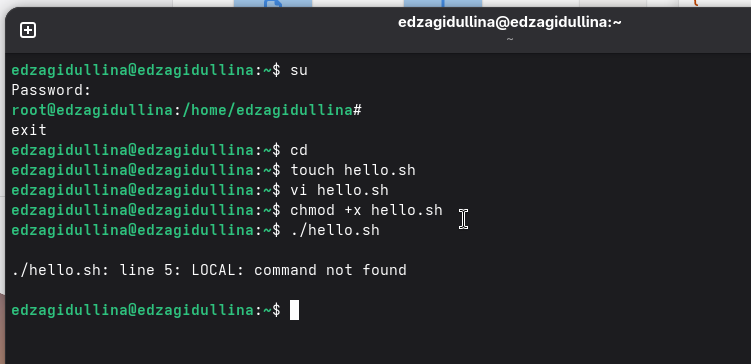 edzagidullina@edzagidullina:~
~
edzagidullina@edzagidullina:~$ su
Password:
root@edzagidullina:/home/edzagidullina#
exit
edzagidullina@edzagidullina:~$ cd
edzagidullina@edzagidullina:~$ touch hello.sh
edzagidullina@edzagidullina:~$ vi hello.sh
edzagidullina@edzagidullina:~$ chmod +x hello.sh
edzagidullina@edzagidullina:~$ ./hello.sh
./hello.sh: line 5: LOCAL: command not found
edzagidullina@edzagidullina:~$